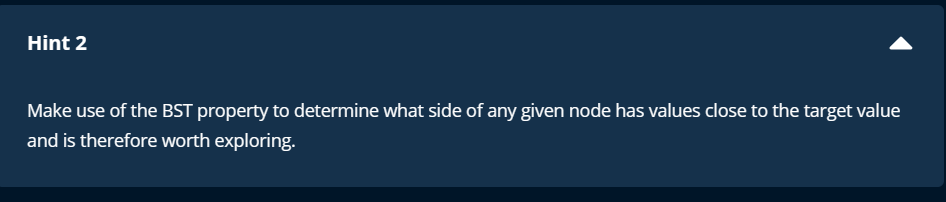 Hint 2
Make use of the BST property to determine what side of any given node has values close to the target value
and is therefore worth exploring.